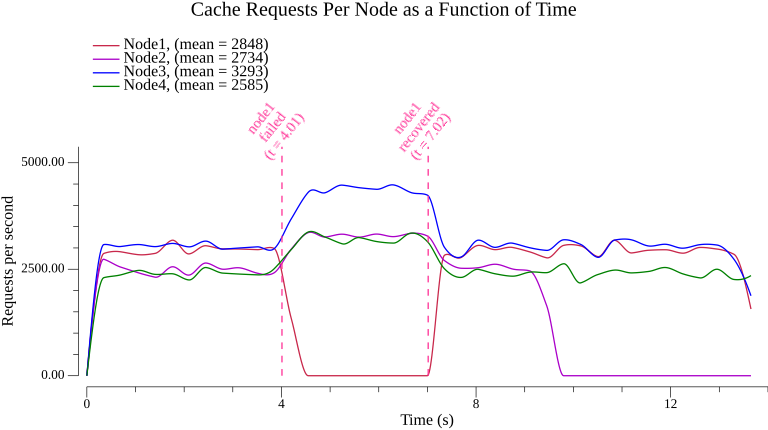 Cache Requests Per Node as a Function of Time
Node1, (mean = 2848)
Node2, (mean = 2734)
Node3, (mean = 3293)
Node4, (mean = 2585)
node1
failed
(t = 4.01)
node1
recovered
(t = 7.02)
Requests per second
5000.00
2500.00
0.00
0
4
8
12
Time (s)